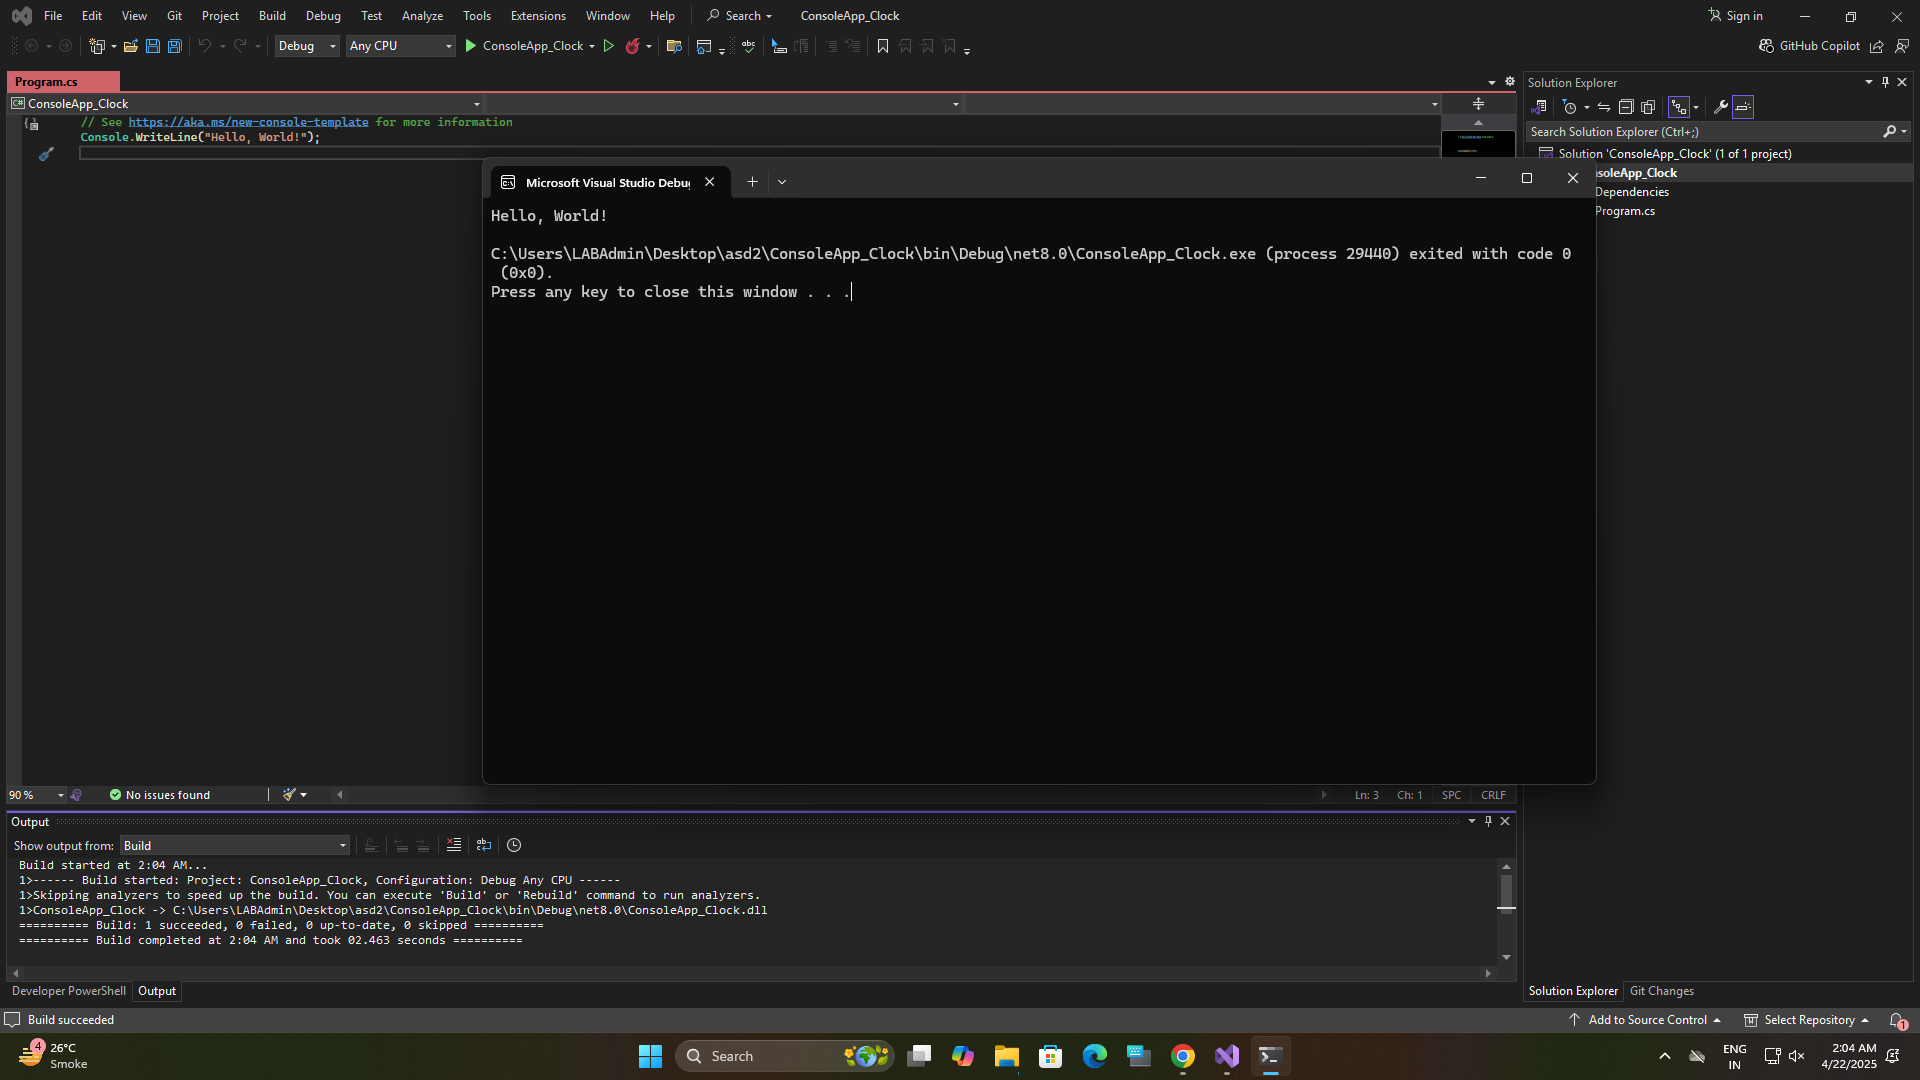 File Edit View Git Project Build Debug Test Analyze Tools Extensions Window Help Search ConsoleApp_Clock Sign in
Debug Any CPU ConsoleApp_Clock GitHub Copilot
Program.cs
ConsoleApp_Clock
// See https://aka.ms/new-console-template for more information
Console.WriteLine("Hello, World!");
Solution Explorer
Search Solution Explorer (Ctrl+;)
Solution 'ConsoleApp_Clock' (1 of 1 project)
soleApp_Clock
Dependencies
Program.cs
Microsoft Visual Studio Debu
Hello, World!
C:\Users\LABAdmin\Desktop\asd2\ConsoleApp_Clock\bin\Debug\net8.0\ConsoleApp_Clock.exe (process 29440) exited with code 0
(0x0).
Press any key to close this window . . .
90 % No issues found Ln: 3 Ch: 1 SPC CRLF
Output
Show output from: Build
Build started at 2:04 AM...
1>------ Build started: Project: ConsoleApp_Clock, Configuration: Debug Any CPU ------
1>Skipping analyzers to speed up the build. You can execute 'Build' or 'Rebuild' command to run analyzers.
1>ConsoleApp_Clock -> C:\Users\LABAdmin\Desktop\asd2\ConsoleApp_Clock\bin\Debug\net8.0\ConsoleApp_Clock.dll
========== Build: 1 succeeded, 0 failed, 0 up-to-date, 0 skipped ==========
========== Build completed at 2:04 AM and took 02.463 seconds ==========
Developer PowerShell Output
Solution Explorer Git Changes
Build succeeded Add to Source Control Select Repository 1
4 26°C
Smoke
Search
ENG
IN
2:04 AM
4/22/2025